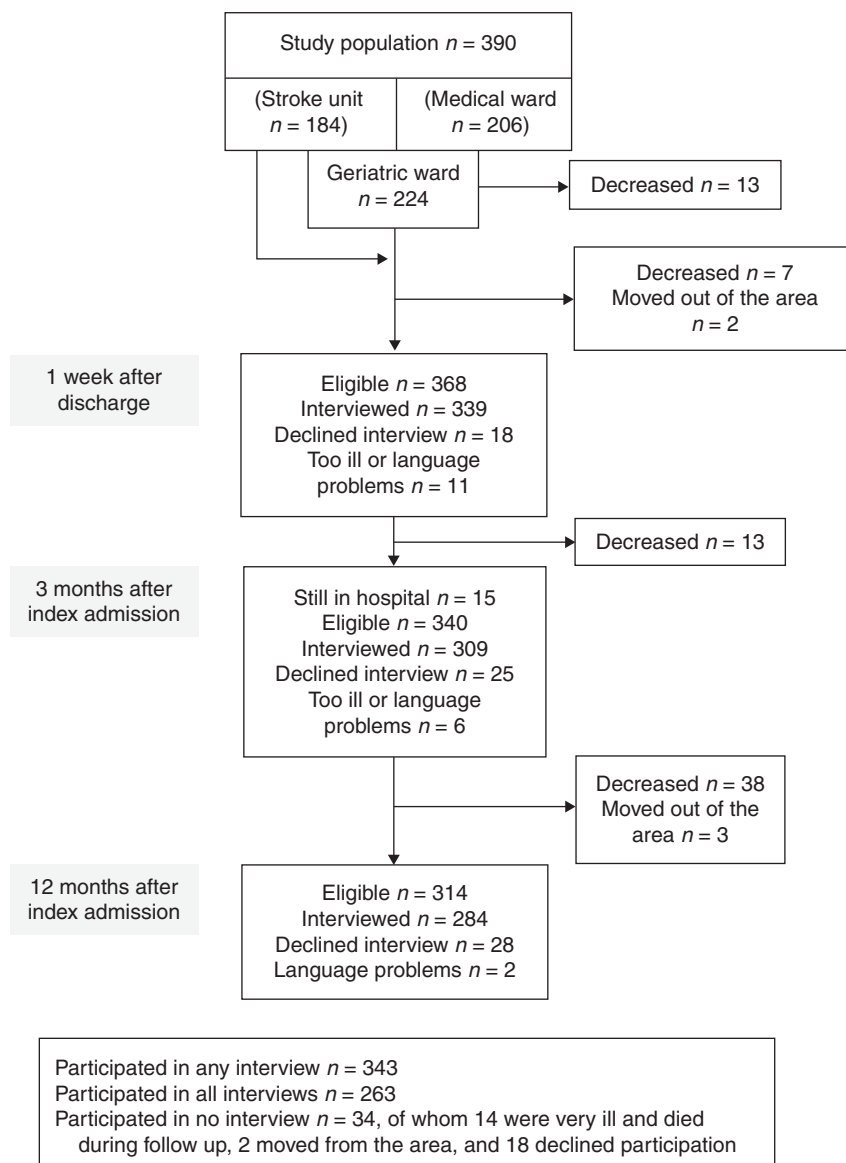 Study population n = 390
(Stroke unit
n = 184)
(Medical ward
n = 206)
Geriatric ward
n = 224
Decreased n = 13
Decreased n = 7
Moved out of the area
n = 2
1 week after
discharge
Eligible n = 368
Interviewed n = 339
Declined interview n = 18
Too ill or language
problems n = 11
Decreased n = 13
3 months after
index admission
Still in hospital n = 15
Eligible n = 340
Interviewed n = 309
Declined interview n = 25
Too ill or language
problems n = 6
Decreased n = 38
Moved out of the
area n = 3
12 months after
index admission
Eligible n = 314
Interviewed n = 284
Declined interview n = 28
Language problems n = 2
Participated in any interview n = 343
Participated in all interviews n = 263
Participated in no interview n = 34, of whom 14 were very ill and died
during follow up, 2 moved from the area, and 18 declined participation